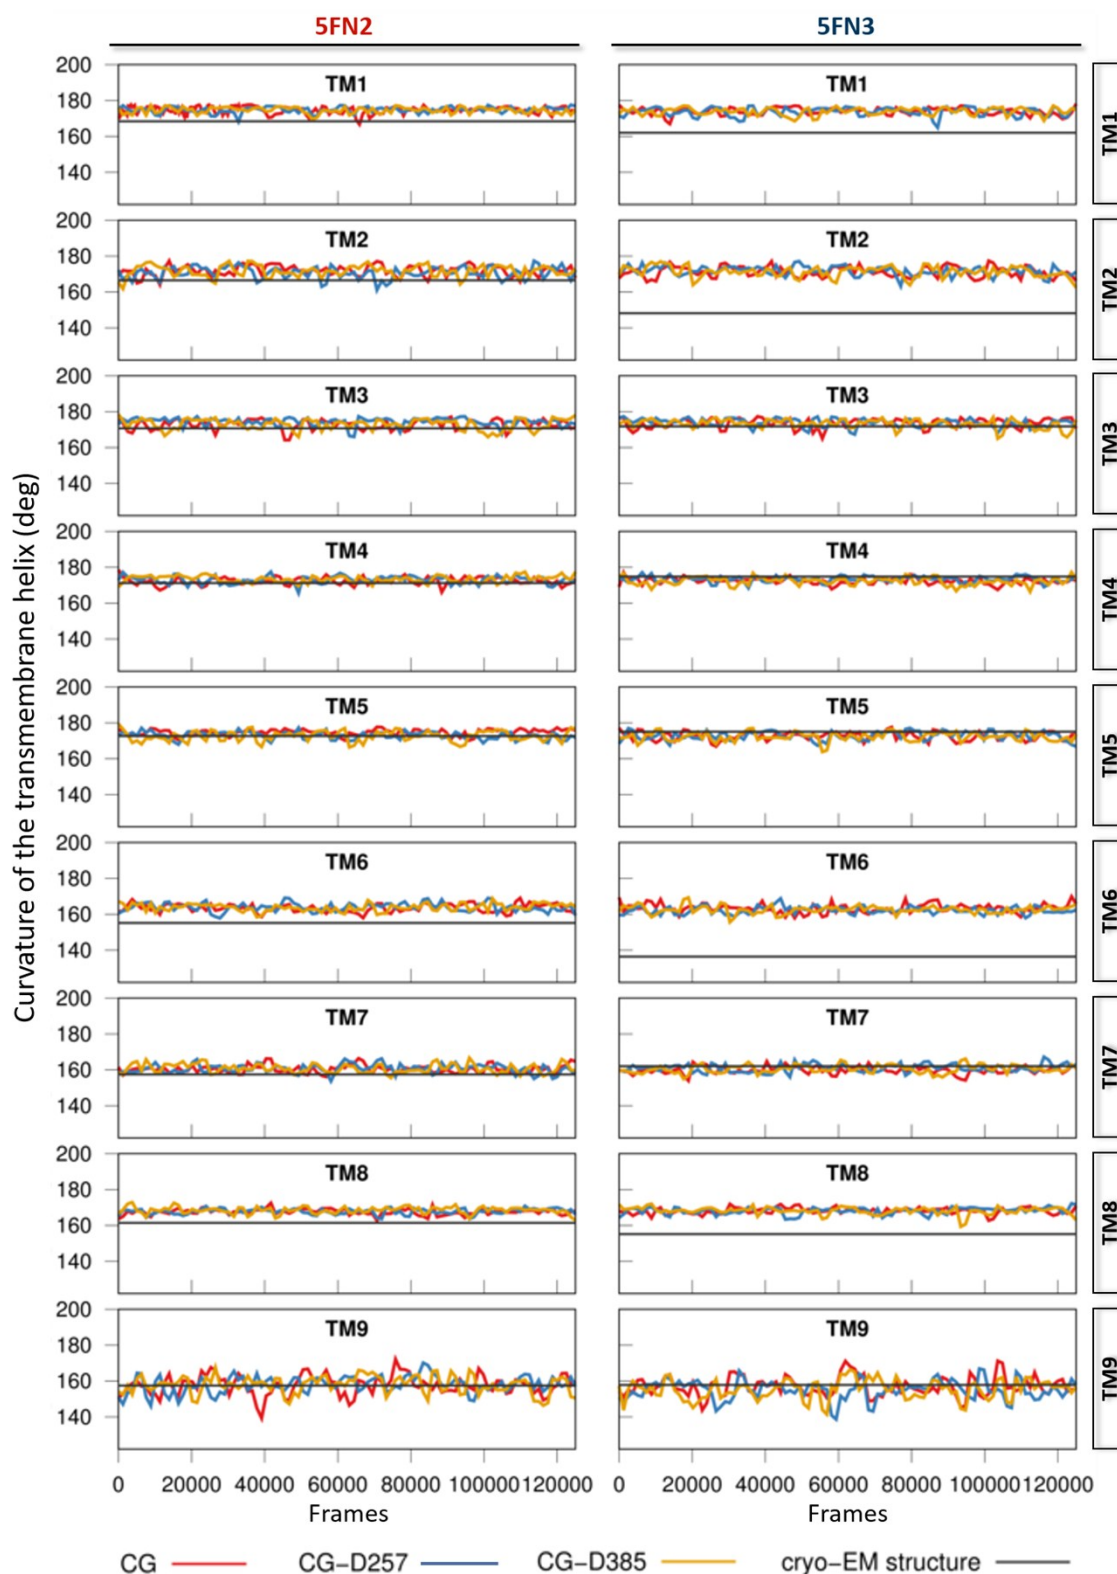 5FN2 5FN3
200 TM1 TM1 TM1
180
160
140
200 TM2 TM2 TM2
180
160
140
200 TM3 TM3 TM3
180
160
140
200 TM4 TM4 TM4
180
160
140
200 TM5 TM5 TM5
180
160
140
200 TM6 TM6 TM6
180
160
140
200 TM7 TM7 TM7
180
160
140
200 TM8 TM8 TM8
180
160
140
200 TM9 TM9 TM9
180
160
140
Curvature of the transmembrane helix (deg)
0 20000 40000 60000 80000 100000 120000 0 20000 40000 60000 80000 100000 120000
Frames Frames
CG CG–D257 CG–D385 cryo–EM structure